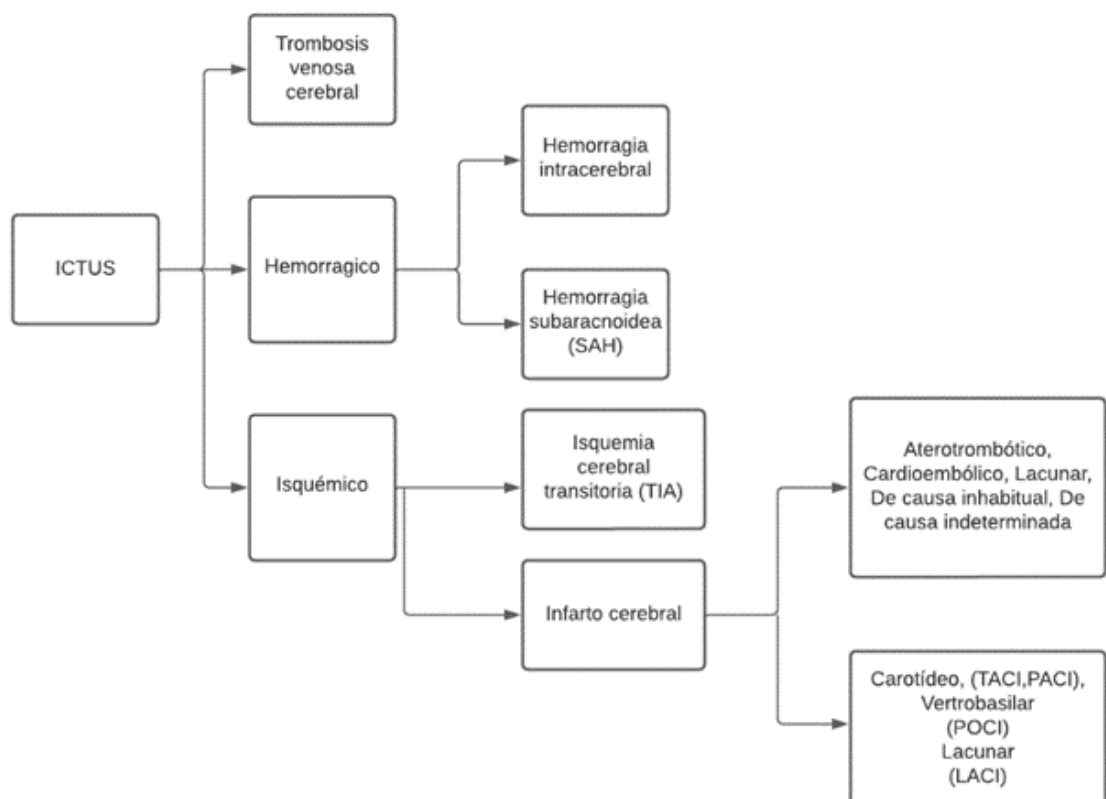 Trombosis
venosa
cerebral
Hemorragia
intracerebral
ICTUS
Hemorragico
Hemorragia
subaracnoidea
(SAH)
Isquémico
Isquemia
cerebral
transitoria (TIA)
Aterotrombótico,
Cardioembólico, Lacunar,
De causa inhabitual, De
causa indeterminada
Infarto cerebral
Carotídeo, (TACI,PACI),
Vertrobasilar
(POCI)
Lacunar
(LACI)